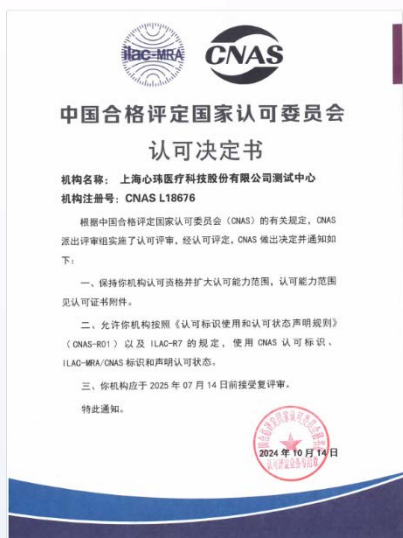 ilac-MRA
CNAS
中国合格评定国家认可委员会
认可决定书
机构名称: 上海心玮医疗科技股份有限公司测试中心
机构注册号: CNAS L18676
根据中国合格评定国家认可委员会(CNAS)的有关规定, CNAS
派出评审组实施了认可评审, 经认可评定, CNAS 做出决定并通知如
下:
一、保持你机构认可资格并扩大认可能力范围, 认可能力范围
见认可证书附件。
二、允许你机构按照《认可标识使用和认可状态声明规则》
(CNAS-R01) 以及 ILAC-R7 的规定, 使用 CNAS 认可标识、
ILAC-MRA/CNAS 标识和声明认可状态。
三、你机构应于 2025 年 07 月 14 日前接受复评审。
特此通知。
2024 年 10 月 14 日